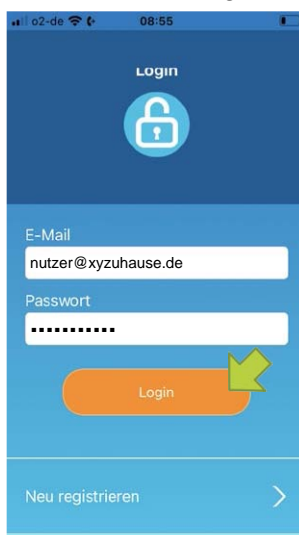 o2-de 08:55
Login
E-Mail
nutzer@xyzuhause.de
Passwort
▪▪▪▪▪▪▪▪▪▪▪
Login
Neu registrieren